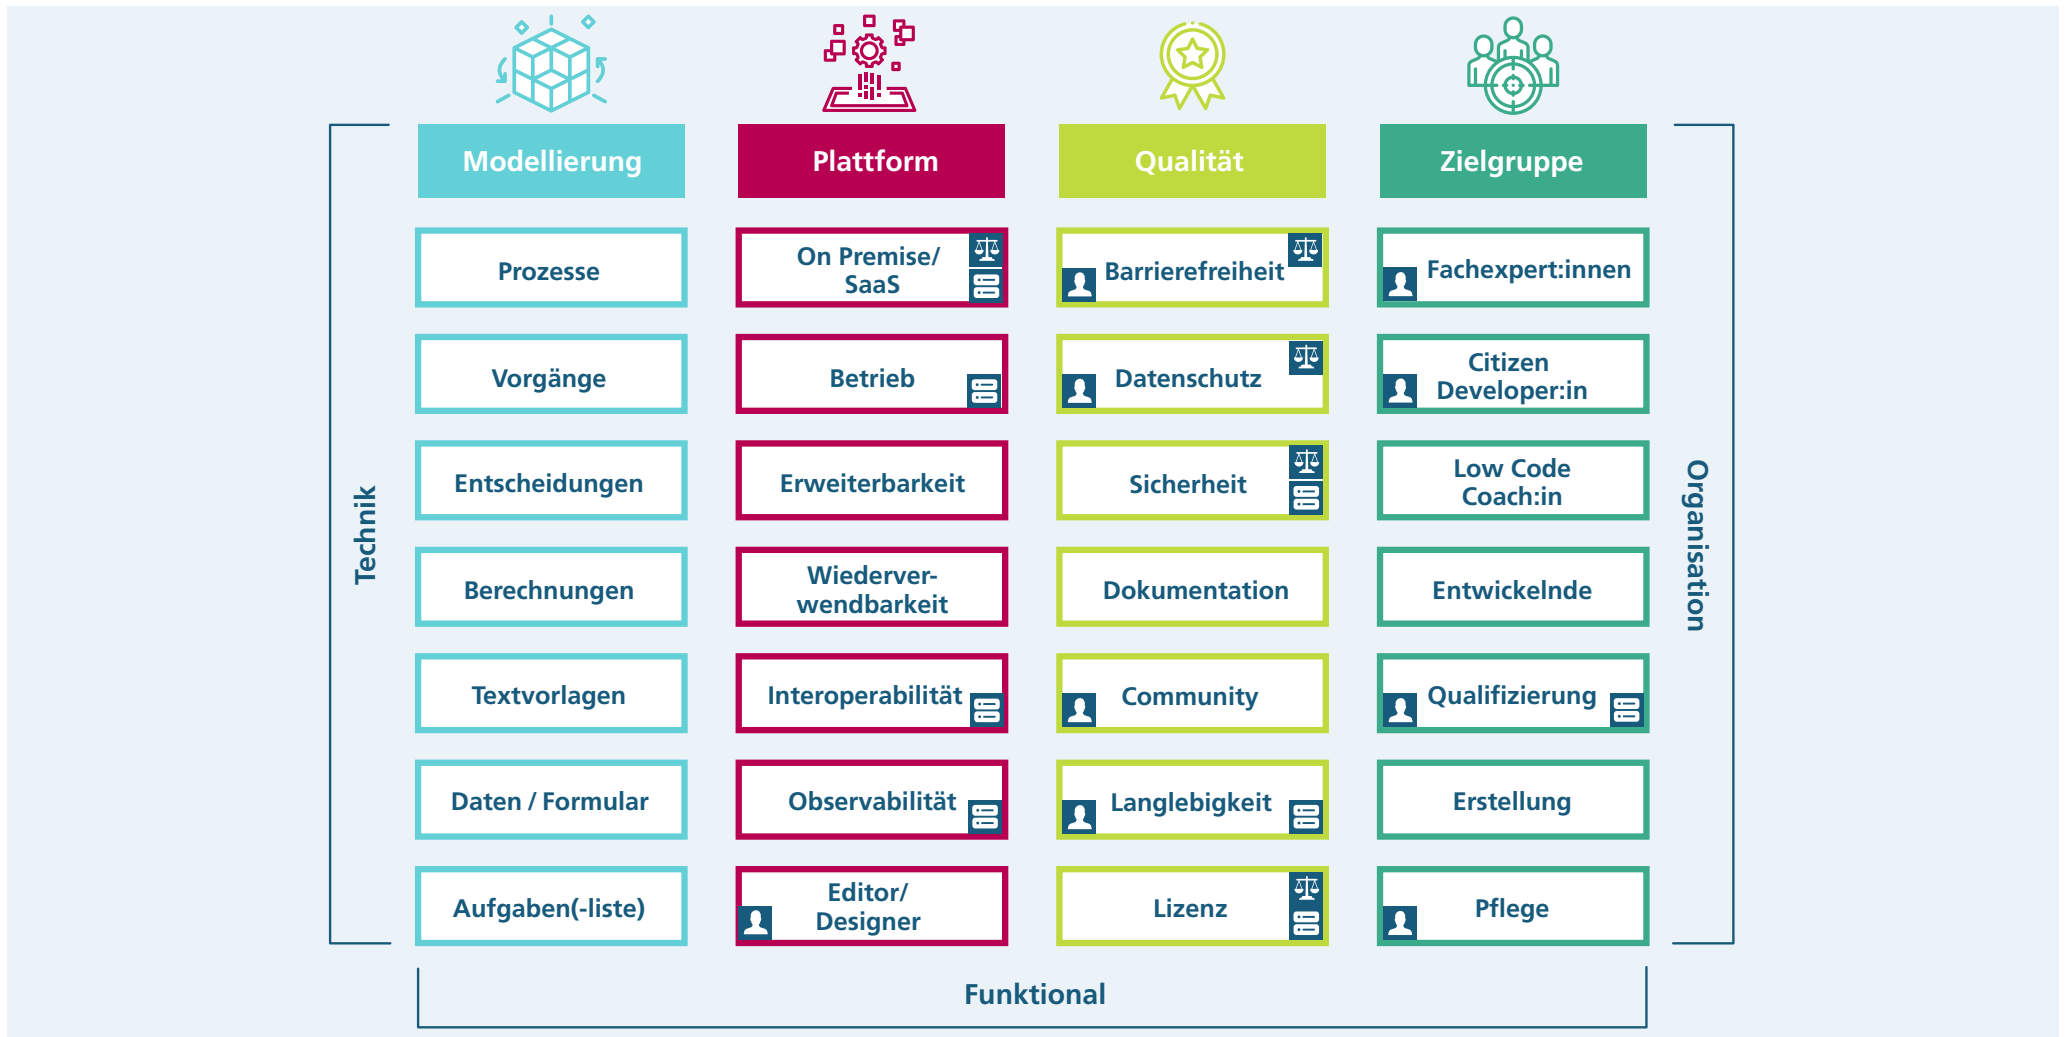 Modellierung
Plattform
Qualität
Zielgruppe
Technik
Organisation
Prozesse
On Premise/
SaaS
Barrierefreiheit
Fachexpert:innen
Vorgänge
Betrieb
Datenschutz
Citizen
Developer:in
Entscheidungen
Erweiterbarkeit
Sicherheit
Low Code
Coach:in
Berechnungen
Wiederver-
wendbarkeit
Dokumentation
Entwickelnde
Textvorlagen
Interoperabilität
Community
Qualifizierung
Daten / Formular
Observabilität
Langlebigkeit
Erstellung
Aufgaben(-liste)
Editor/
Designer
Lizenz
Pflege
Funktional